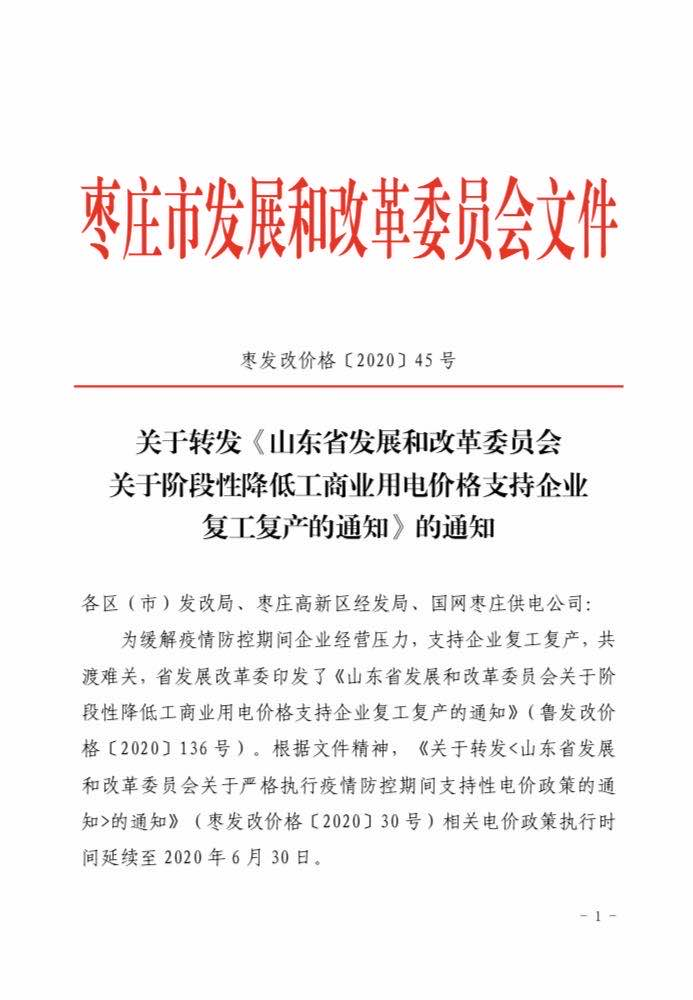 枣庄市发展和改革委员会文件
枣发改价格〔2020〕45 号
关于转发《山东省发展和改革委员会
关于阶段性降低工商业用电价格支持企业
复工复产的通知》的通知
各区（市）发改局、枣庄高新区经发局、国网枣庄供电公司：
为缓解疫情防控期间企业经营压力，支持企业复工复产，共
渡难关，省发展改革委印发了《山东省发展和改革委员会关于阶
段性降低工商业用电价格支持企业复工复产的通知》（鲁发改价
格〔2020〕136 号）。根据文件精神，《关于转发<山东省发展
和改革委员会关于严格执行疫情防控期间支持性电价政策的通
知>的通知》（枣发改价格〔2020〕30 号）相关电价政策执行时
间延续至 2020 年 6 月 30 日。
- 1 -